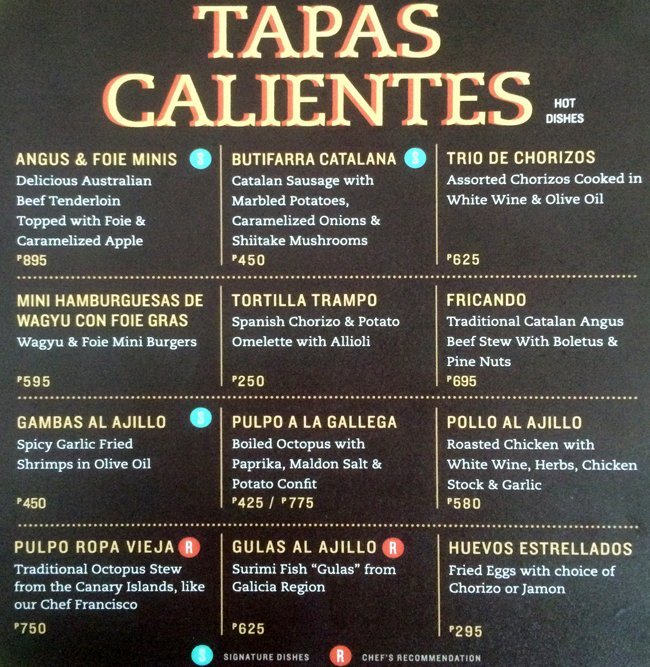 TAPAS
CALIENTES
HOT
DISHES
ANGUS & FOIE MINIS S
Delicious Australian
Beef Tenderloin
Topped with Foie &
Caramelized Apple
₱895
BUTIFARRA CATALANA S
Catalan Sausage with
Marbled Potatoes,
Caramelized Onions &
Shiitake Mushrooms
₱450
TRIO DE CHORIZOS
Assorted Chorizos Cooked in
White Wine & Olive Oil
₱625
MINI HAMBURGUESAS DE
WAGYU CON FOIE GRAS
Wagyu & Foie Mini Burgers
₱595
TORTILLA TRAMPO
Spanish Chorizo & Potato
Omelette with Allioli
₱250
FRICANDO
Traditional Catalan Angus
Beef Stew With Boletus &
Pine Nuts
₱695
GAMBAS AL AJILLO S
Spicy Garlic Fried
Shrimps in Olive Oil
₱450
PULPO A LA GALLEGA
Boiled Octopus with
Paprika, Maldon Salt &
Potato Confit
₱425 / ₱775
POLLO AL AJILLO
Roasted Chicken with
White Wine, Herbs, Chicken
Stock & Garlic
₱580
PULPO ROPA VIEJA R
Traditional Octopus Stew
from the Canary Islands, like
our Chef Francisco
₱750
GULAS AL AJILLO R
Surimi Fish “Gulas” from
Galicia Region
₱625
HUEVOS ESTRELLADOS
Fried Eggs with choice of
Chorizo or Jamon
₱295
S SIGNATURE DISHES R CHEF'S RECOMMENDATION